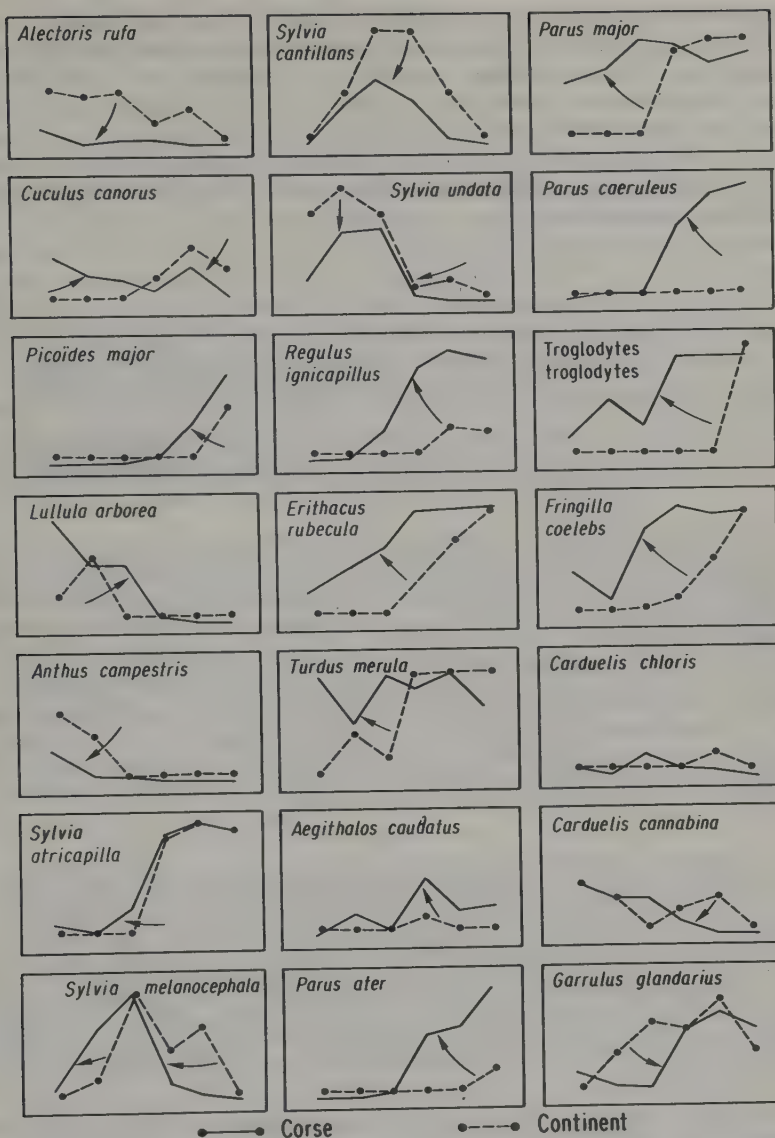 Alectoris rufa
Sylvia
cantillans
Parus major
Cuculus canorus
Sylvia undata
Parus caeruleus
Picoïdes major
Regulus
ignicapillus
Troglodytes
troglodytes
Lullula arborea
Erithacus
rubecula
Fringilla
coelebs
Anthus campestris
Turdus merula
Carduelis chloris
Sylvia
atricapilla
Aegithalos caudatus
Carduelis cannabina
Sylvia melanocephala
Parus ater
Garrulus glandarius
Corse
Continent